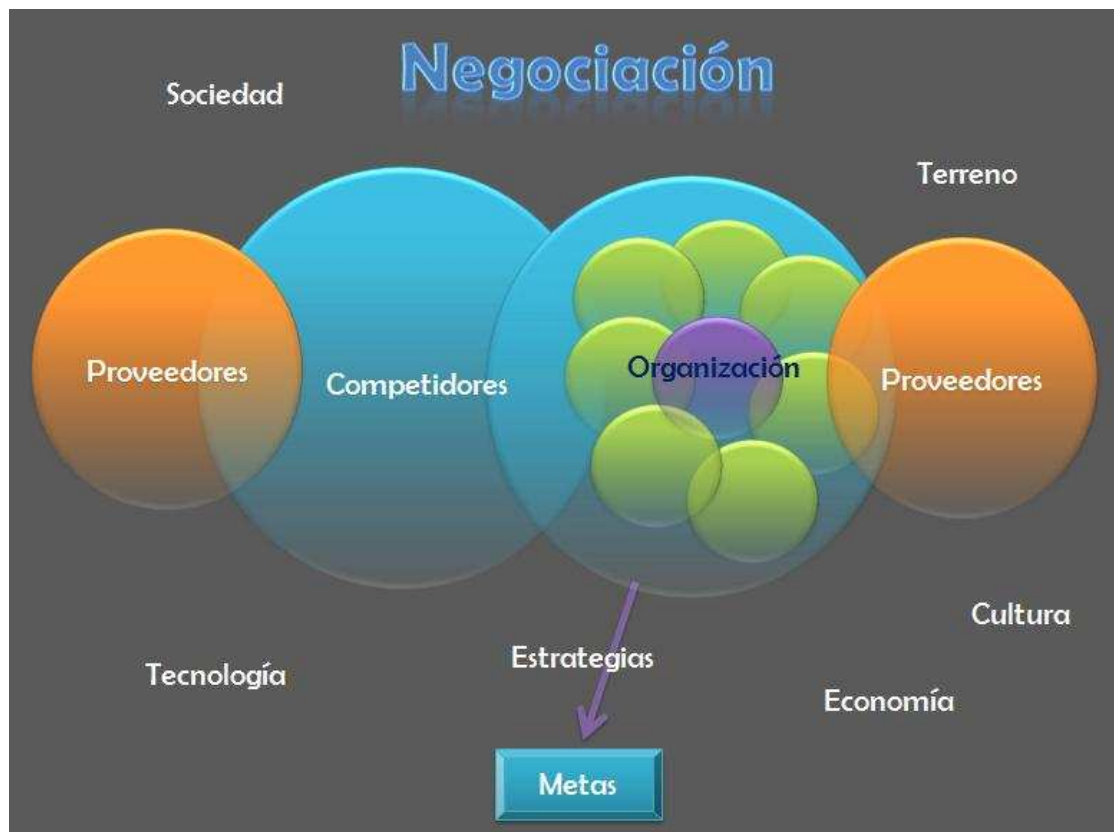 Negociación
Sociedad
Terreno
Proveedores
Competidores
Organización
Proveedores
Cultura
Tecnología
Estrategias
Economía
Metas